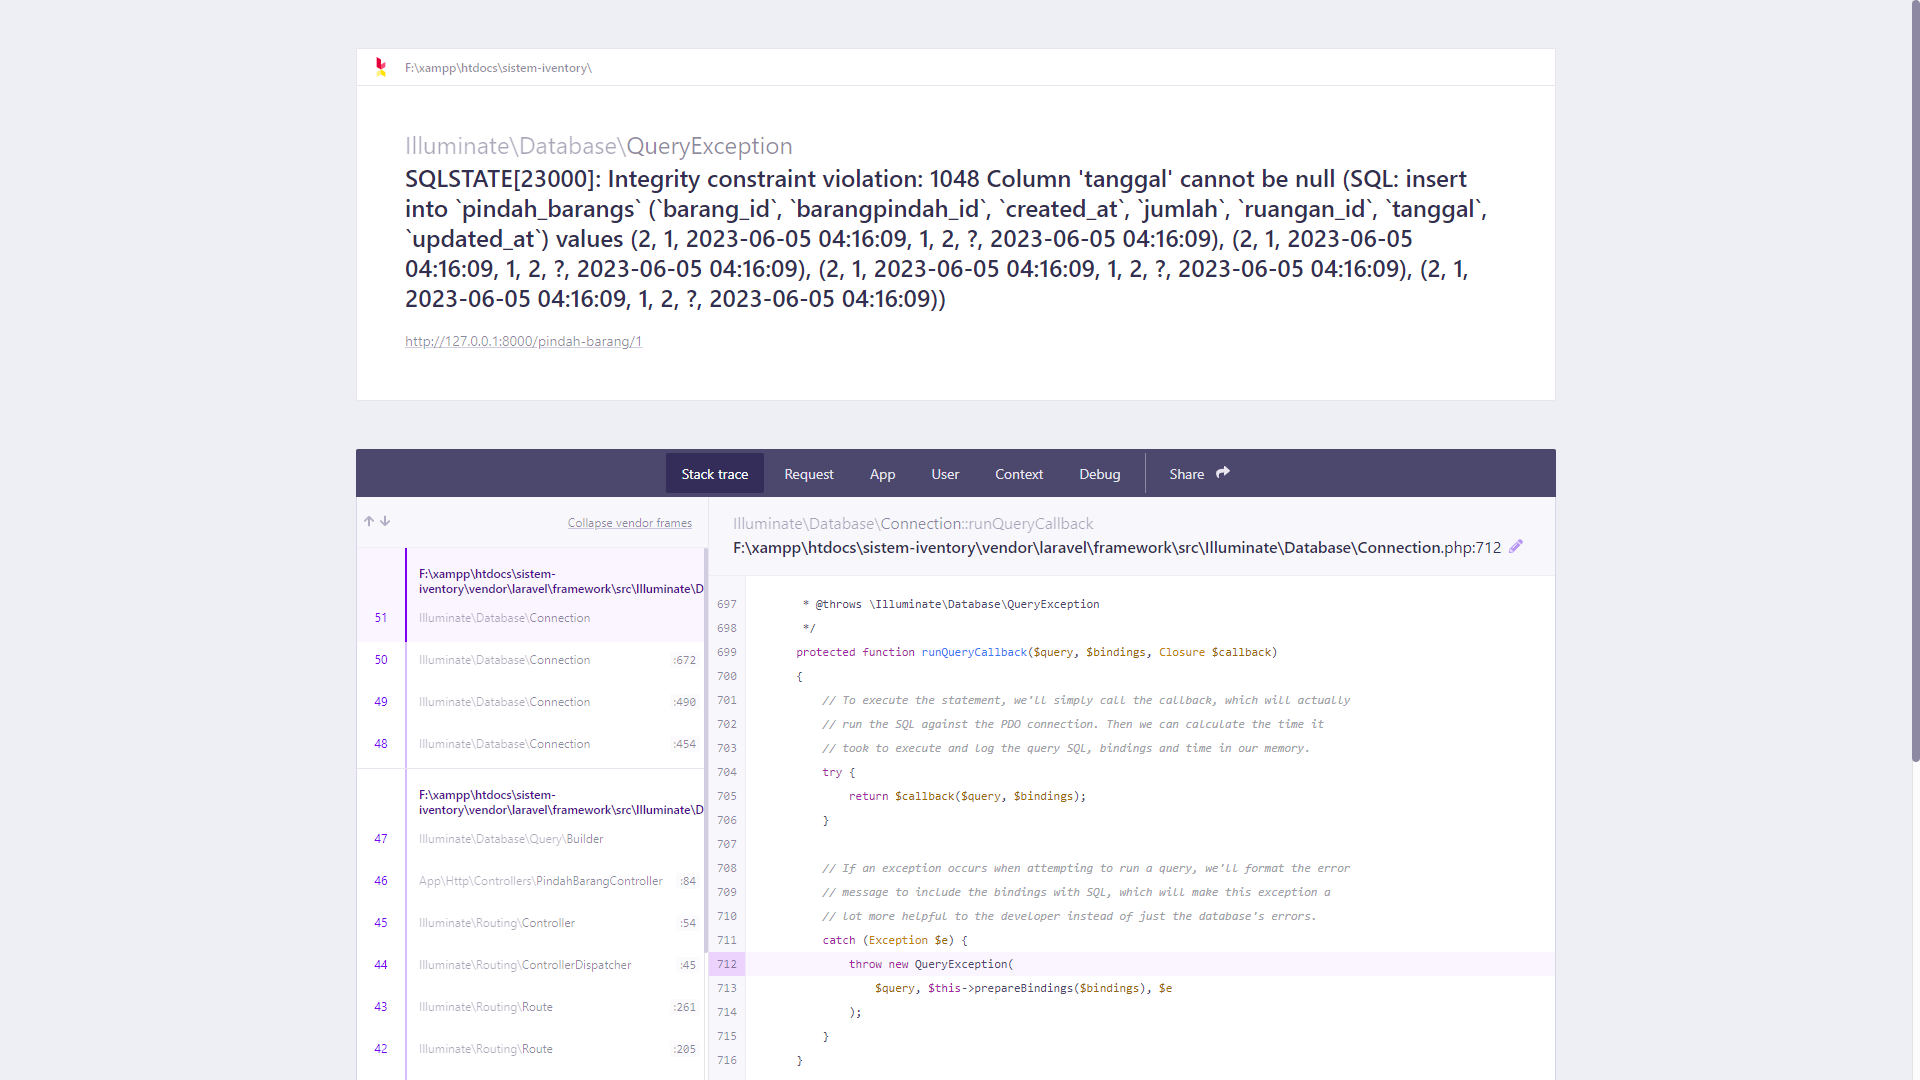 F:\xampp\htdocs\sistem-iventory\
Illuminate\Database\QueryException
SQLSTATE[23000]: Integrity constraint violation: 1048 Column 'tanggal' cannot be null (SQL: insert
into `pindah_barangs` (`barang_id`, `barangpindah_id`, `created_at`, `jumlah`, `ruangan_id`, `tanggal`,
`updated_at`) values (2, 1, 2023-06-05 04:16:09, 1, 2, ?, 2023-06-05 04:16:09), (2, 1, 2023-06-05
04:16:09, 1, 2, ?, 2023-06-05 04:16:09), (2, 1, 2023-06-05 04:16:09, 1, 2, ?, 2023-06-05 04:16:09), (2, 1,
2023-06-05 04:16:09, 1, 2, ?, 2023-06-05 04:16:09))
http://127.0.0.1:8000/pindah-barang/1
Stack trace Request App User Context Debug Share
Collapse vendor frames
F:\xampp\htdocs\sistem-
iventory\vendor\laravel\framework\src\Illuminate\D
51 Illuminate\Database\Connection
50 Illuminate\Database\Connection :672
49 Illuminate\Database\Connection :490
48 Illuminate\Database\Connection :454
F:\xampp\htdocs\sistem-
iventory\vendor\laravel\framework\src\Illuminate\D
47 Illuminate\Database\Query\Builder
46 App\Http\Controllers\PindahBarangController :84
45 Illuminate\Routing\Controller :54
44 Illuminate\Routing\ControllerDispatcher :45
43 Illuminate\Routing\Route :261
42 Illuminate\Routing\Route :205
Illuminate\Database\Connection::runQueryCallback
F:\xampp\htdocs\sistem-iventory\vendor\laravel\framework\src\Illuminate\Database\Connection.php:712
697 * @throws \Illuminate\Database\QueryException
698 */
699 protected function runQueryCallback($query, $bindings, Closure $callback)
700 {
701 // To execute the statement, we'll simply call the callback, which will actually
702 // run the SQL against the PDO connection. Then we can calculate the time it
703 // took to execute and log the query SQL, bindings and time in our memory.
704 try {
705 return $callback($query, $bindings);
706 }
707
708 // If an exception occurs when attempting to run a query, we'll format the error
709 // message to include the bindings with SQL, which will make this exception a
710 // lot more helpful to the developer instead of just the database's errors.
711 catch (Exception $e) {
712 throw new QueryException(
713 $query, $this->prepareBindings($bindings), $e
714 );
715 }
716 }